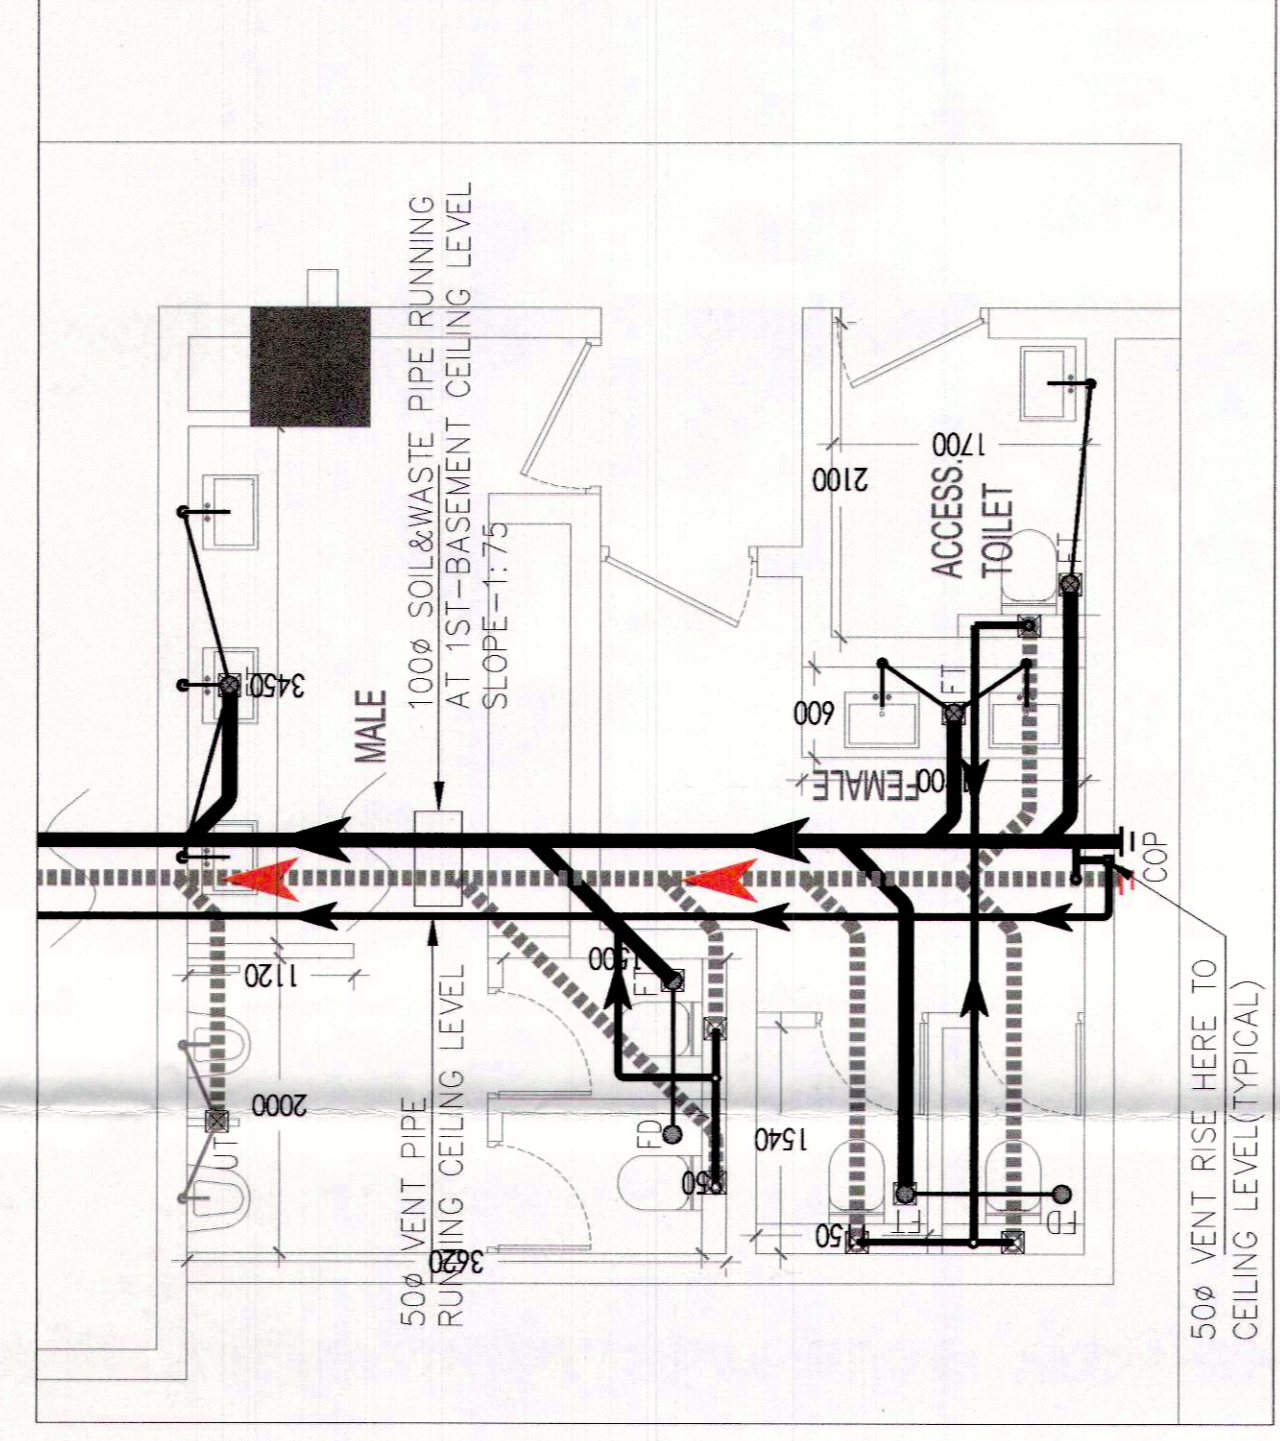 100ø SOIL&WASTE PIPE RUNNING
AT 1ST-BASEMENT CEILING LEVEL
SLOPE-1:75
MALE
3450
ACCESS.
TOILET
1700
2100
FT
FT
600
FEMALE
COP
1120
2000
UT
1500
FT
FD
1540
FT
FD
3620
50ø VENT PIPE
RUNNING CEILING LEVEL
50ø VENT RISE HERE TO
CEILING LEVEL(TYPICAL)